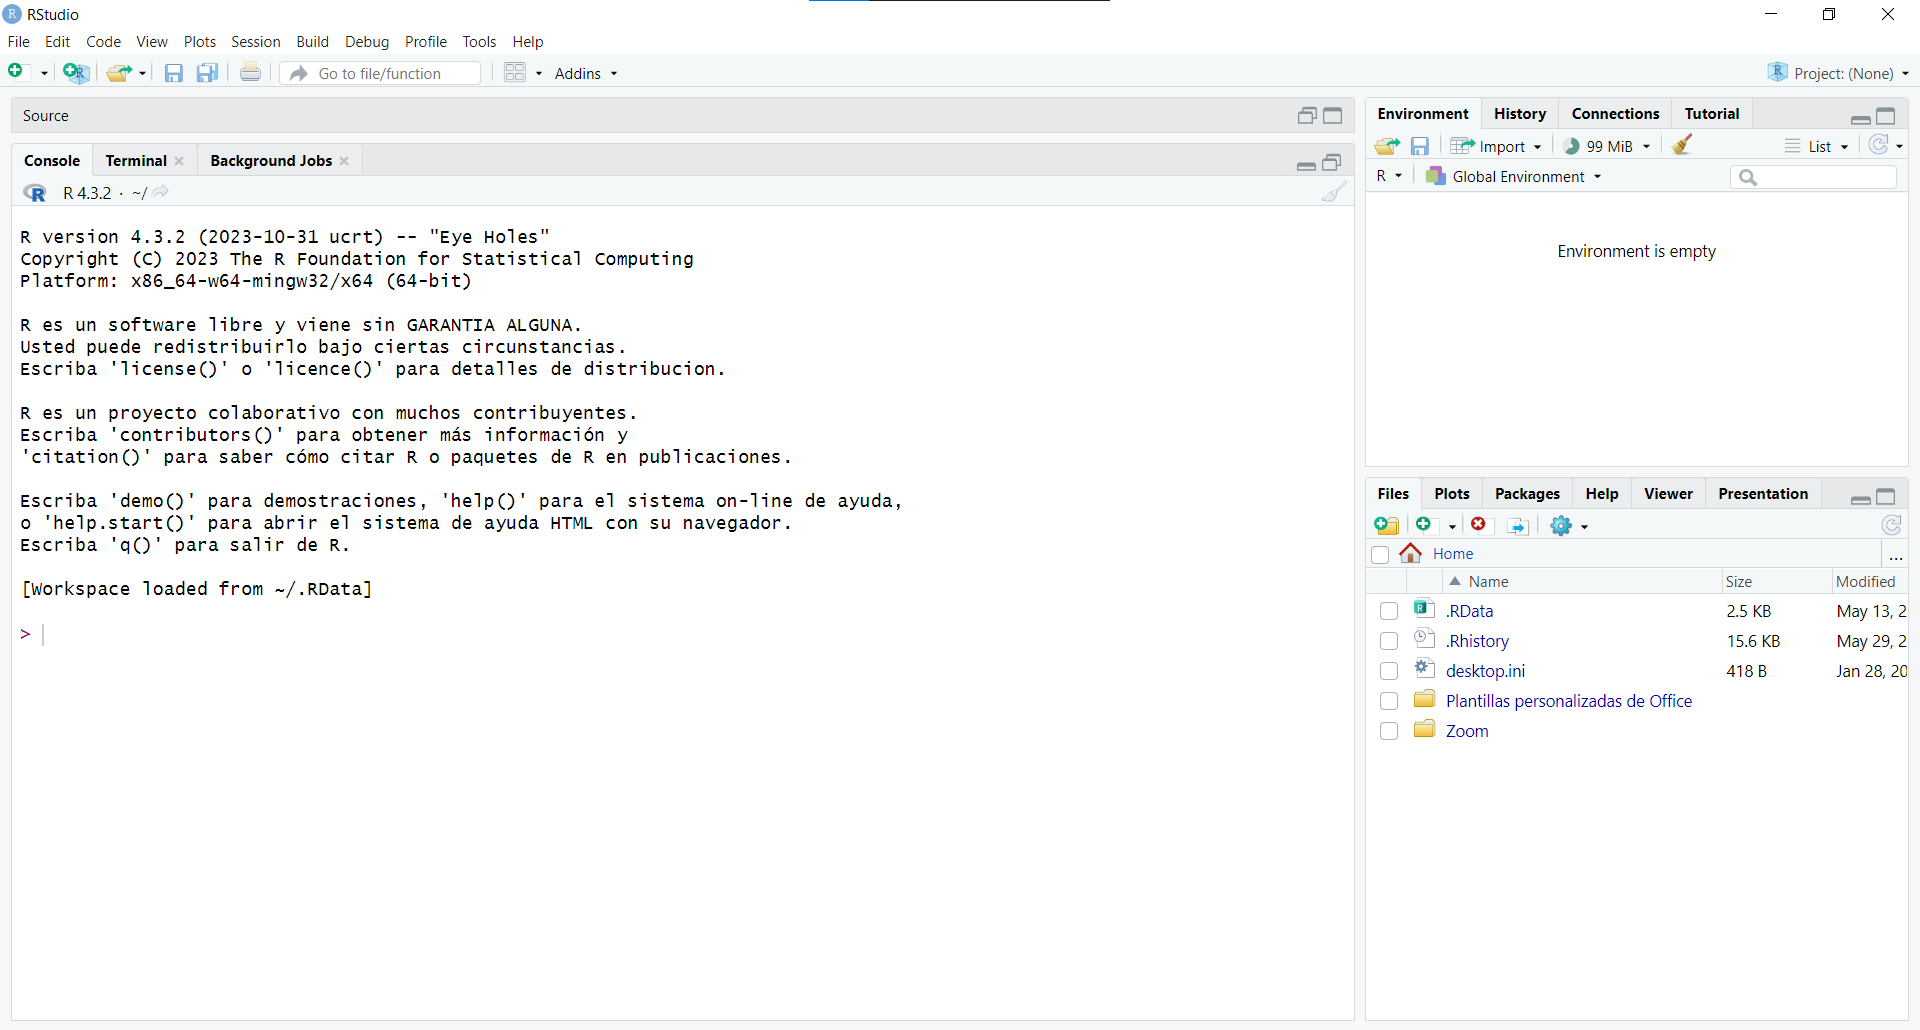 RStudio
File Edit Code View Plots Session Build Debug Profile Tools Help
Go to file/function Addins Project: (None)
Source
Console Terminal Background Jobs
R 4.3.2 · ~/
R version 4.3.2 (2023-10-31 ucrt) -- "Eye Holes"
Copyright (C) 2023 The R Foundation for Statistical Computing
Platform: x86_64-w64-mingw32/x64 (64-bit)
R es un software libre y viene sin GARANTIA ALGUNA.
Usted puede redistribuirlo bajo ciertas circunstancias.
Escriba 'license()' o 'licence()' para detalles de distribucion.
R es un proyecto colaborativo con muchos contribuyentes.
Escriba 'contributors()' para obtener más información y
'citation()' para saber cómo citar R o paquetes de R en publicaciones.
Escriba 'demo()' para demostraciones, 'help()' para el sistema on-line de ayuda,
o 'help.start()' para abrir el sistema de ayuda HTML con su navegador.
Escriba 'q()' para salir de R.
[Workspace loaded from ~/.RData]
>
Environment History Connections Tutorial
Import 99 MiB List
R Global Environment
Environment is empty
Files Plots Packages Help Viewer Presentation
Home ...
Name Size Modified
.RData 2.5 KB May 13, 2
.Rhistory 15.6 KB May 29, 2
desktop.ini 418 B Jan 28, 20
Plantillas personalizadas de Office
Zoom